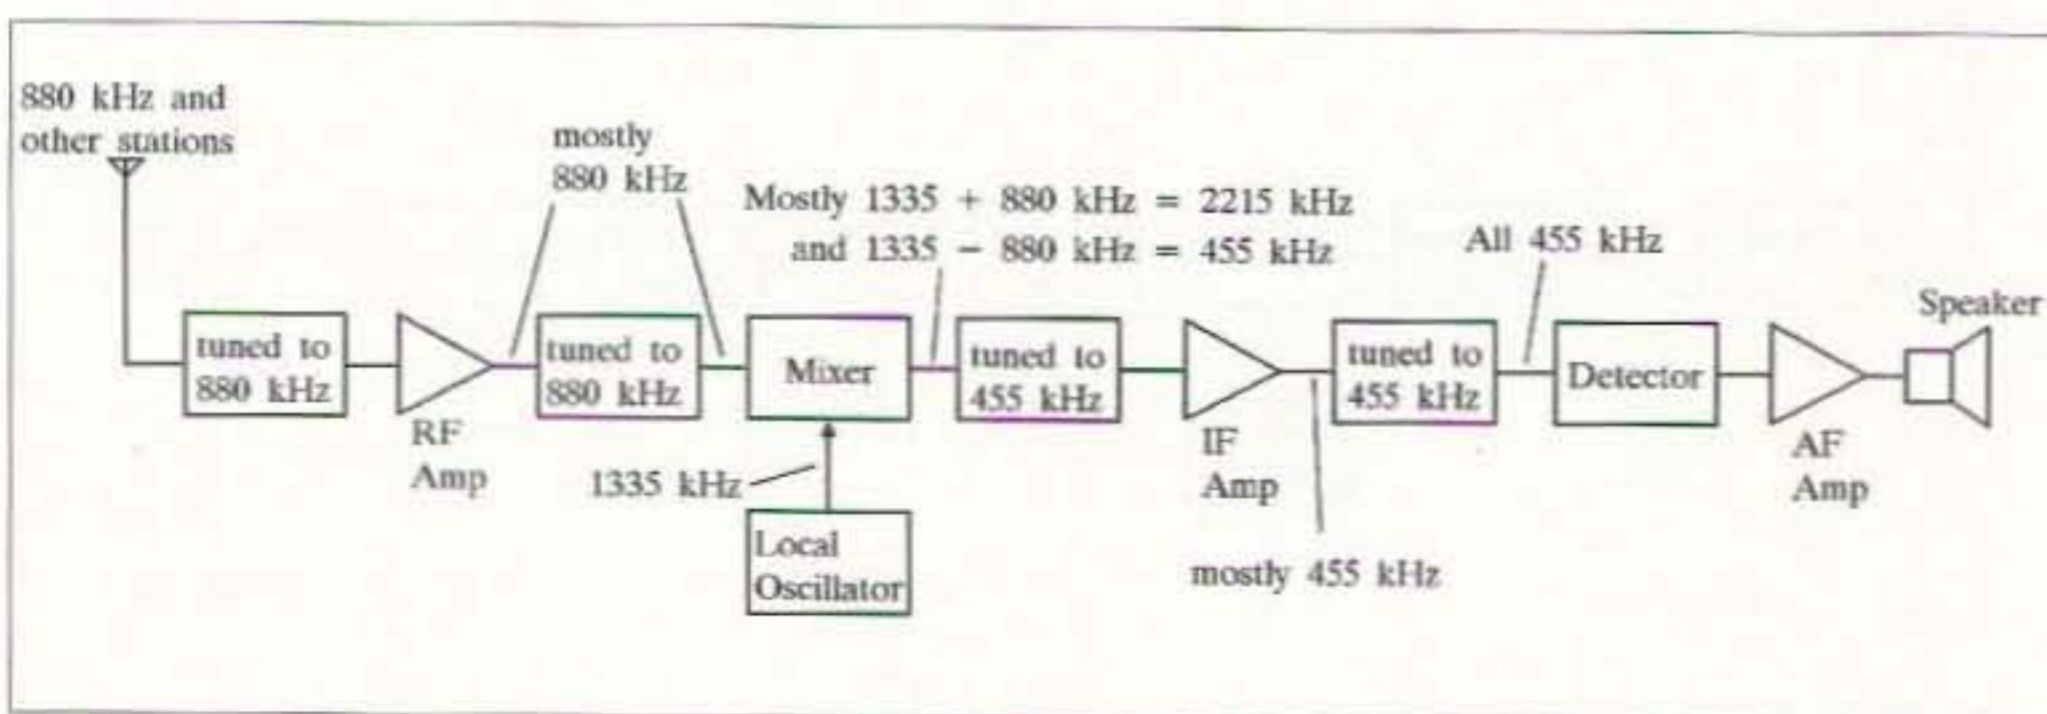 880 kHz and
other stations
mostly
880 kHz
Mostly 1335 + 880 kHz = 2215 kHz
and 1335 − 880 kHz = 455 kHz
All 455 kHz
Speaker
tuned to
880 kHz
RF
Amp
tuned to
880 kHz
Mixer
tuned to
455 kHz
IF
Amp
tuned to
455 kHz
Detector
AF
Amp
1335 kHz
Local
Oscillator
mostly 455 kHz